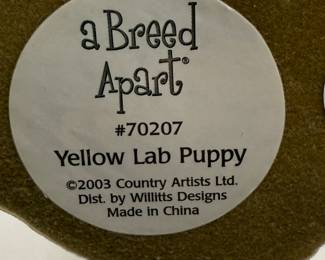 a Breed
Apart®
#70207
Yellow Lab Puppy
©2003 Country Artists Ltd.
Dist. by Willitts Designs
Made in China